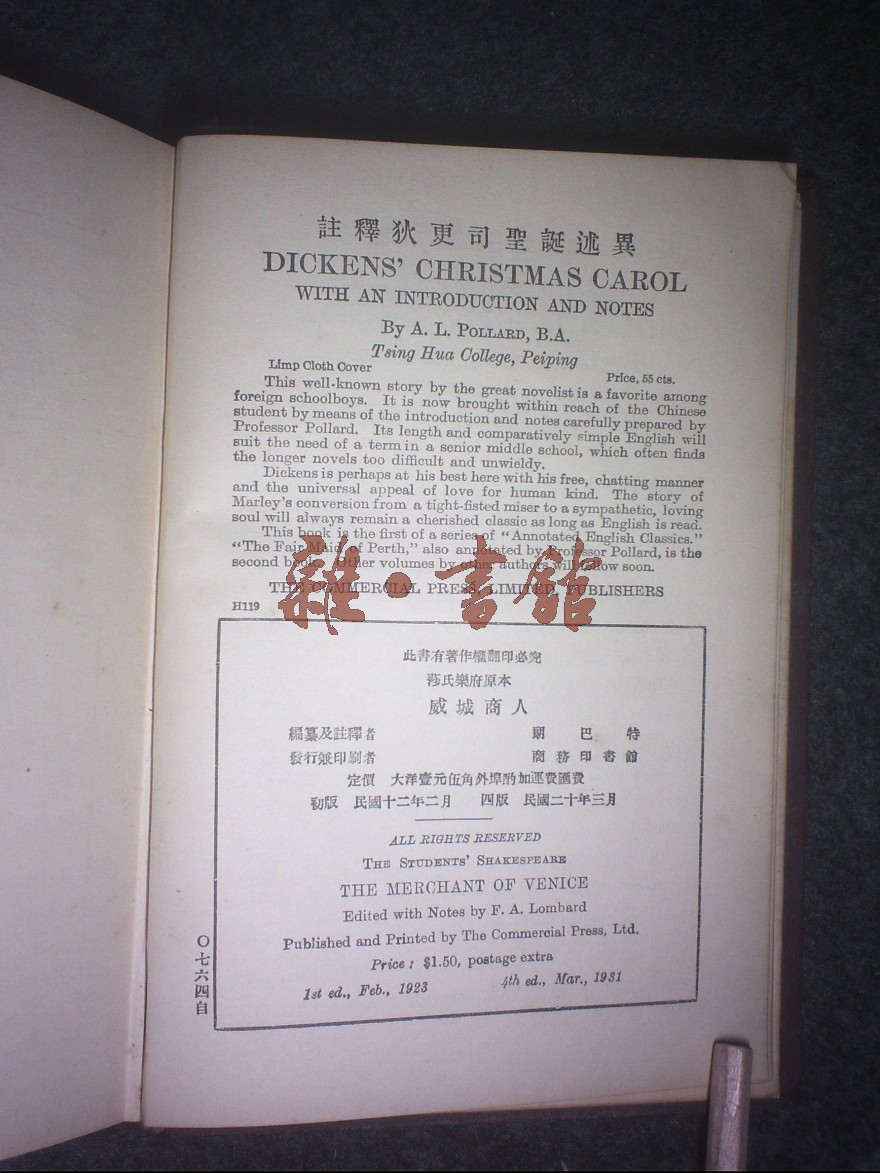 註釋狄更司聖誕述異
DICKENS' CHRISTMAS CAROL
WITH AN INTRODUCTION AND NOTES
By A. L. POLLARD, B.A.
Tsing Hua College, Peiping
Limp Cloth Cover Price, 55 cts.
This well-known story by the great novelist is a favorite among
foreign schoolboys. It is now brought within reach of the Chinese
student by means of the introduction and notes carefully prepared by
Professor Pollard. Its length and comparatively simple English will
suit the need of a term in a senior middle school, which often finds
the longer novels too difficult and unwieldy.
Dickens is perhaps at his best here with his free, chatting manner
and the universal appeal of love for human kind. The story of
Marley's conversion from a tight-fisted miser to a sympathetic, loving
soul will always remain a cherished classic as long as English is read.
This book is the first of a series of "Annotated English Classics."
"The Fair Maid of Perth," also annotated by Professor Pollard, is the
second book. Other volumes by other authors will follow soon.
THE COMMERCIAL PRESS, LIMITED, PUBLISHERS
雜·書館
H119
此書有著作權翻印必究
莎氏樂府原本
威城商人
編纂及註釋者 朋巴特
發行兼印刷者 商務印書館
定價 大洋壹元伍角外埠酌加運費匯費
初版 民國十二年二月 四版 民國二十年三月
ALL RIGHTS RESERVED
THE STUDENTS' SHAKESPEARE
THE MERCHANT OF VENICE
Edited with Notes by F. A. Lombard
Published and Printed by The Commercial Press, Ltd.
Price: $1.50, postage extra
1st ed., Feb., 1923 4th ed., Mar., 1931
〇七六四自